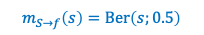 m_{S→f}(s) = Ber(s; 0.5)